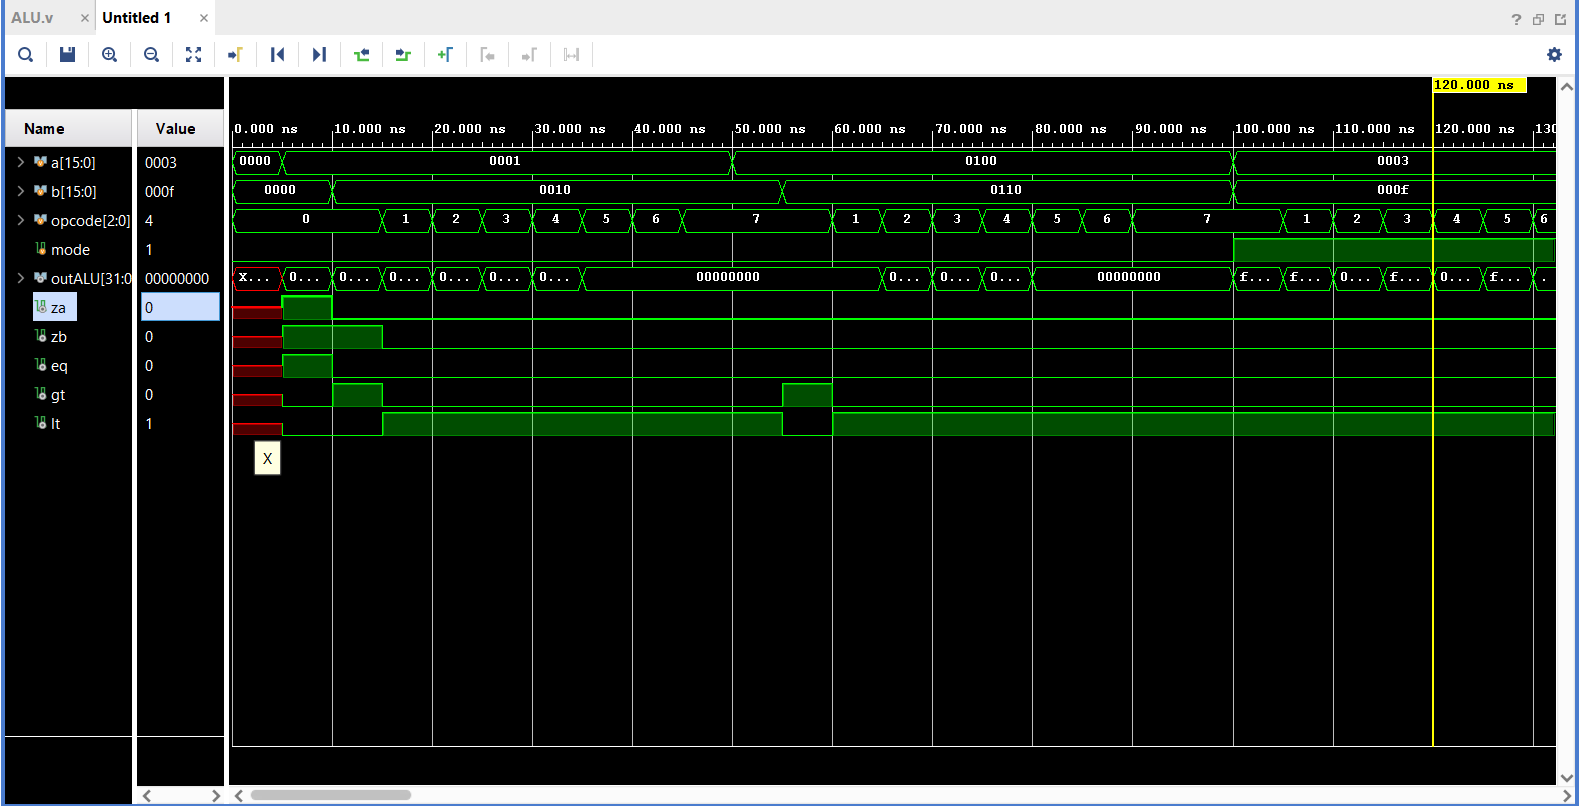 ALU.v × Untitled 1 ×
?
120.000 ns
Name Value
0.000 ns 10.000 ns 20.000 ns 30.000 ns 40.000 ns 50.000 ns 60.000 ns 70.000 ns 80.000 ns 90.000 ns 100.000 ns 110.000 ns 120.000 ns 130
a[15:0] 0003 0000 0001 0100 0003
b[15:0] 000f 0000 0010 0110 000f
opcode[2:0] 4 0 1 2 3 4 5 6 7 1 2 3 4 5 6 7 1 2 3 4 5 6
mode 1
outALU[31:0 00000000 X... 0... 0... 0... 0... 0... 0... 00000000 0... 0... 0... 00000000 f... f... 0... f... 0... f... .
za 0
zb 0
eq 0
gt 0
lt 1
X